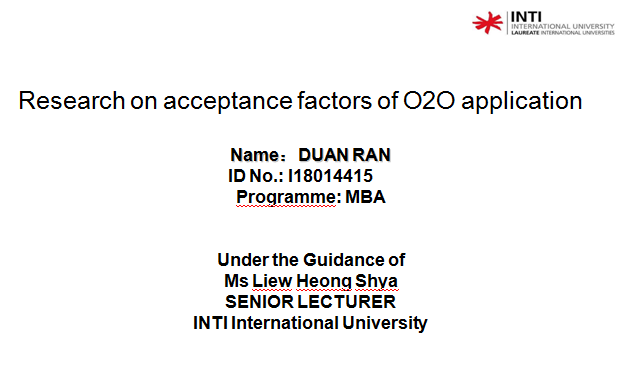 INTI
INTERNATIONAL UNIVERSITY
LAUREATE INTERNATIONAL UNIVERSITIES
Research on acceptance factors of O2O application
Name：DUAN RAN
ID No.: I18014415
Programme: MBA
Under the Guidance of
Ms Liew Heong Shya
SENIOR LECTURER
INTI International University